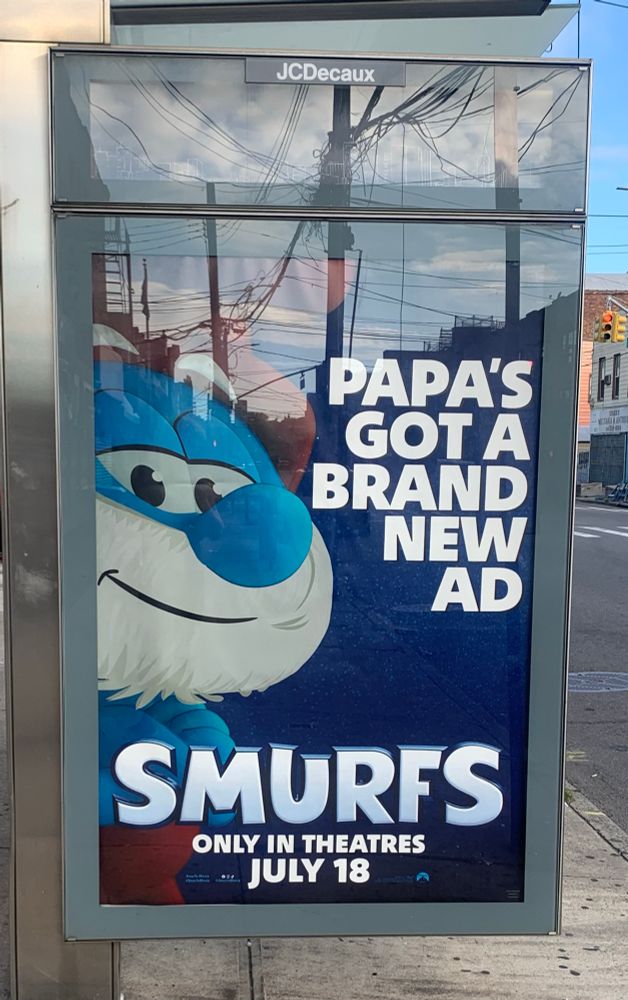 JCDecaux
PAPA'S
GOT A
BRAND
NEW
AD
SMURFS
ONLY IN THEATRES
JULY 18